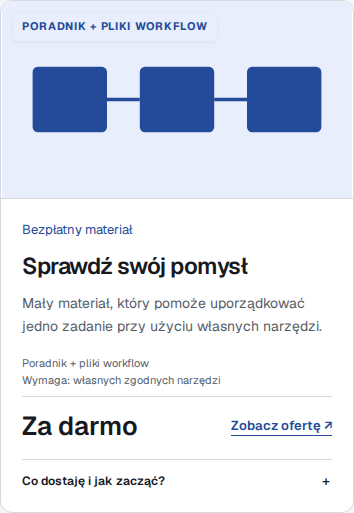 PORADNIK + PLIKI WORKFLOW
Bezpłatny materiał
Sprawdź swój pomysł
Mały materiał, który pomoże uporządkować
jedno zadanie przy użyciu własnych narzędzi.
Poradnik + pliki workflow
Wymaga: własnych zgodnych narzędzi
Za darmo
Zobacz ofertę ↗
Co dostaję i jak zacząć? +